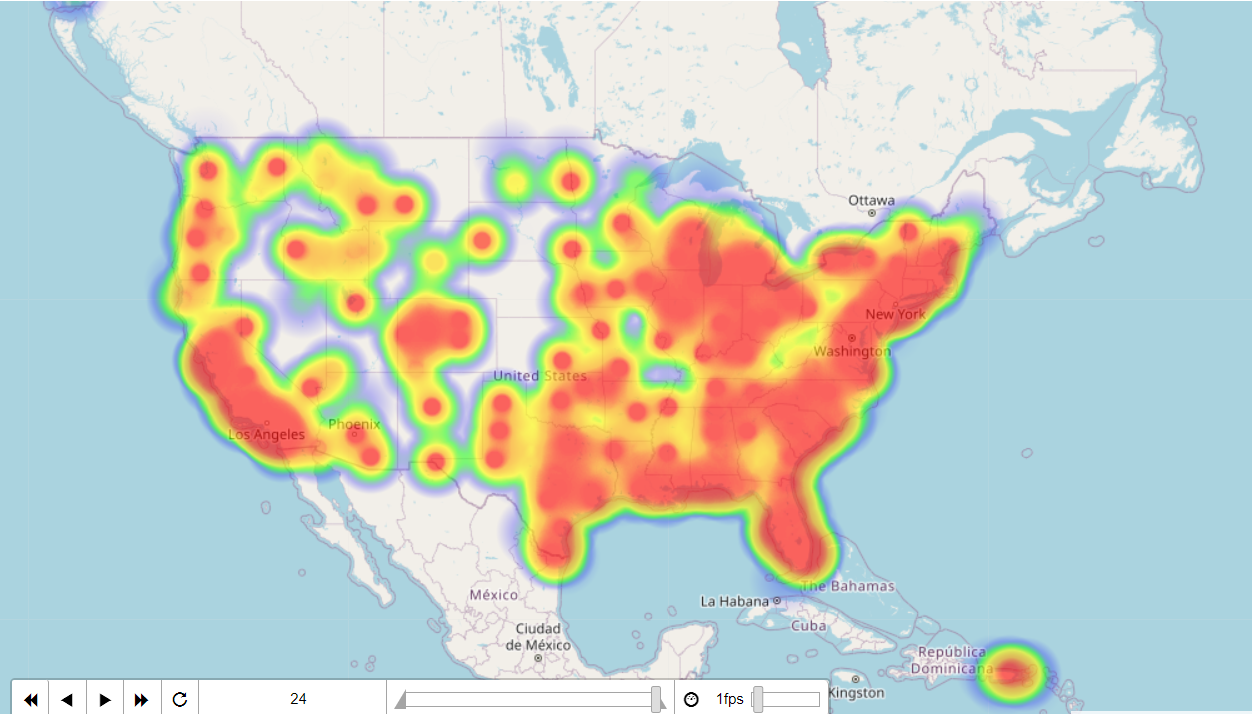 Ottawa
New York
Washington
United States
Phoenix
Los Angeles
The Bahamas
La Habana
México
Cuba
Ciudad
de México
República
Dominicana
Kingston
24
1fps